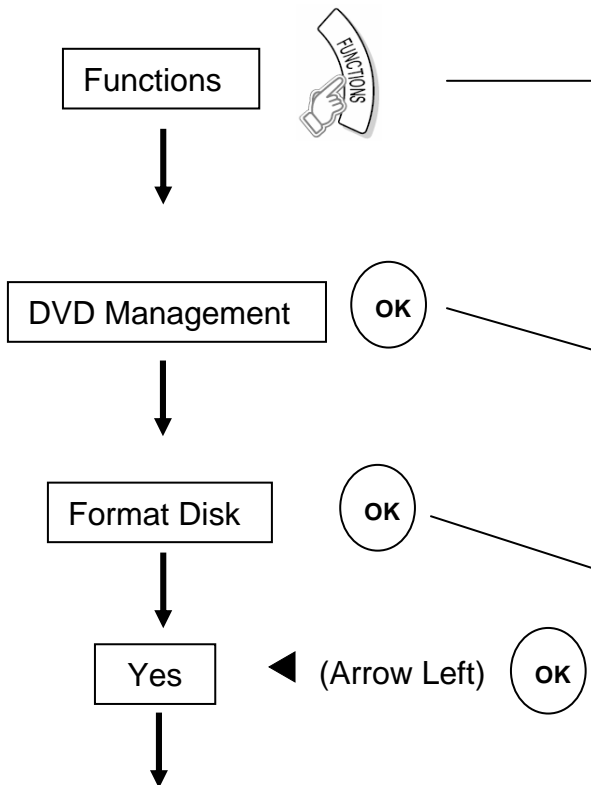 Functions
FUNCTIONS
DVD Management
OK
Format Disk
OK
Yes
(Arrow Left)
OK